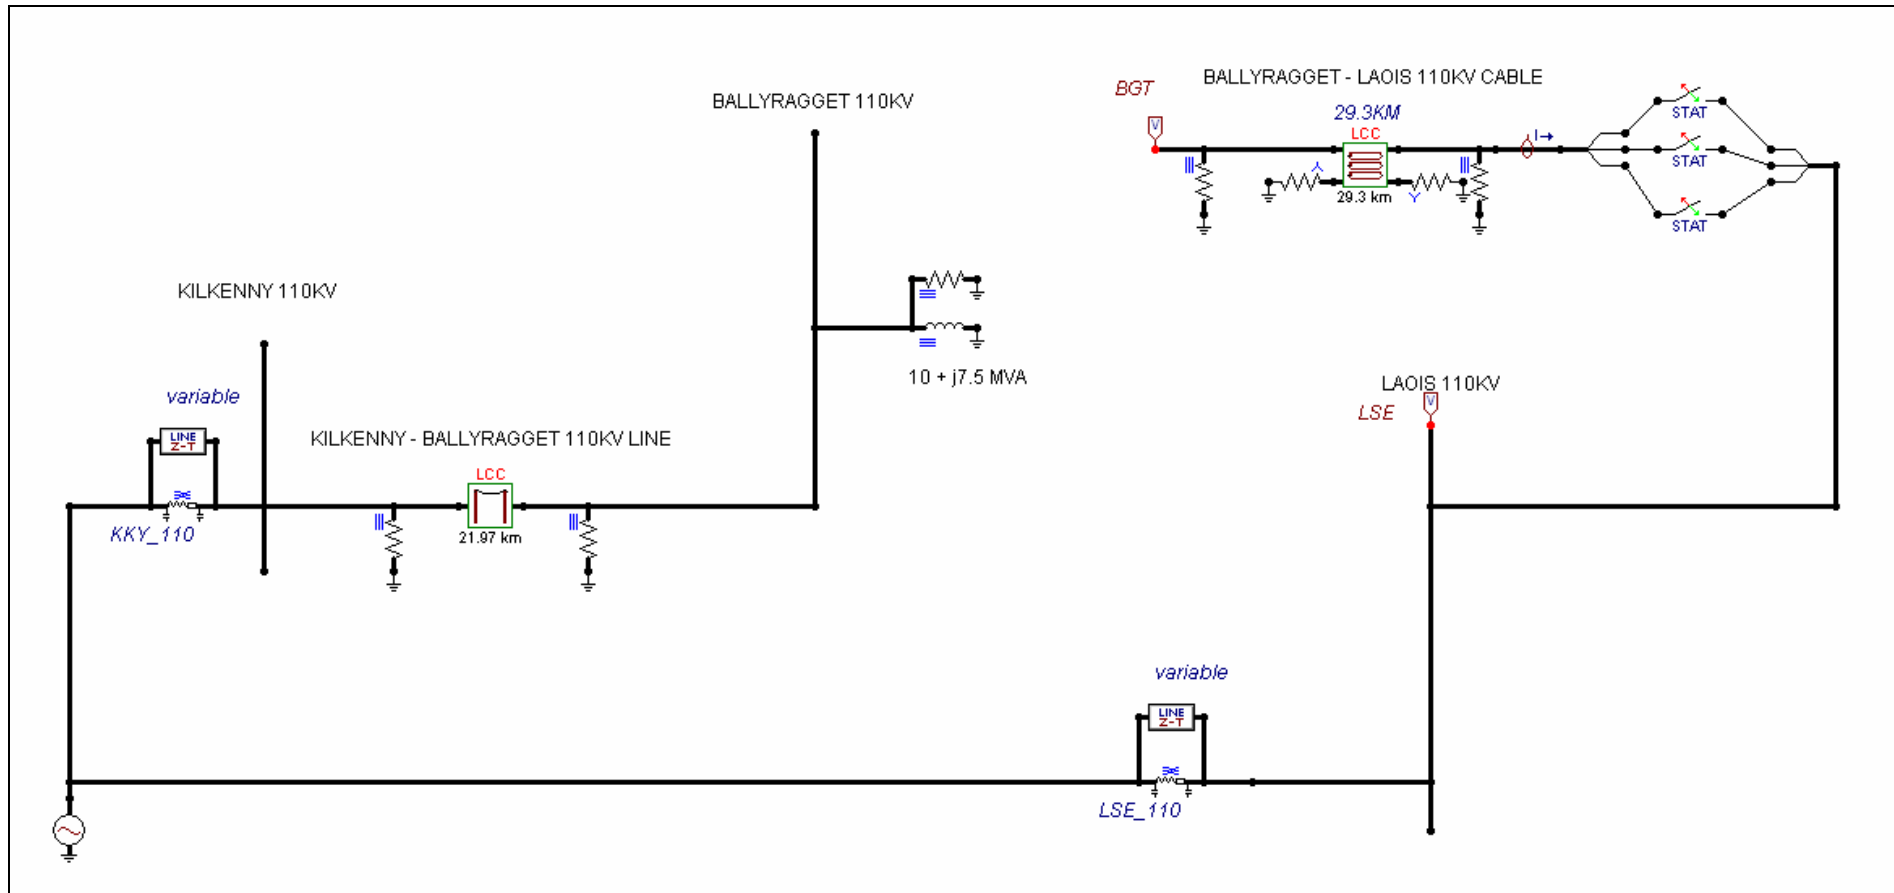 BALLYRAGGET - LAOIS 110KV CABLE
BGT
BALLYRAGGET 110KV
29.3KM
LCC
V
I→
STAT
STAT
29.3 km
STAT
KILKENNY 110KV
10 + j7.5 MVA
LAOIS 110KV
variable
V
LSE
LINE
Z-T
KILKENNY - BALLYRAGGET 110KV LINE
LCC
KKY_110
21.97 km
variable
LINE
Z-T
LSE_110